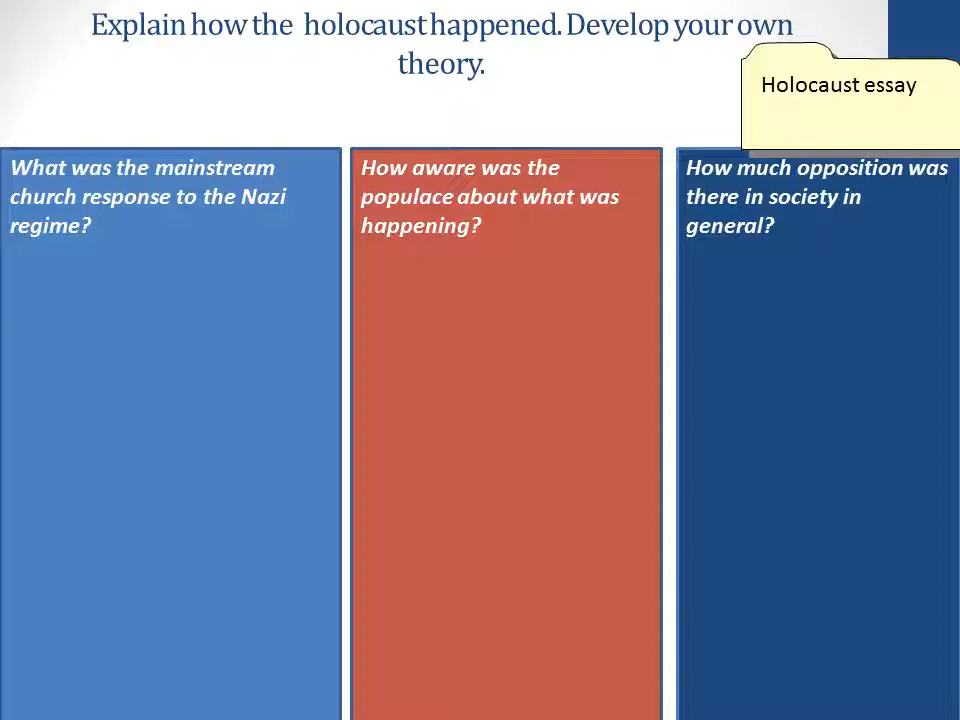 Explain how the holocaust happened. Develop your own
theory.
Holocaust essay
What was the mainstream
church response to the Nazi
regime?
How aware was the
populace about what was
happening?
How much opposition was
there in society in
general?